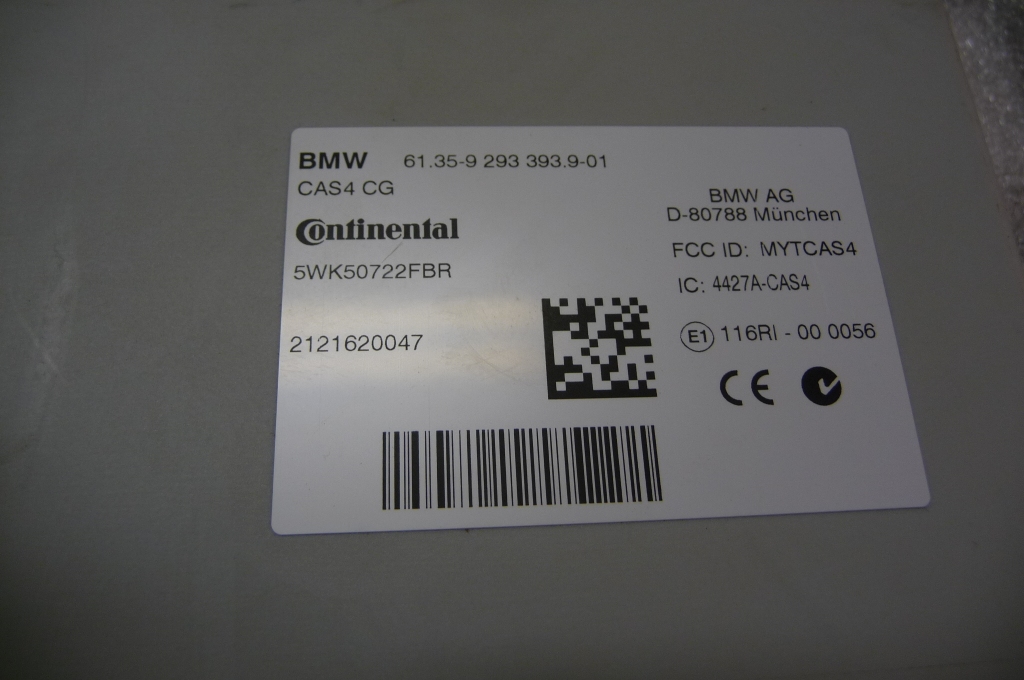 BMW 61.35-9 293 393.9-01
CAS4 CG
Continental
5WK50722FBR
2121620047
BMW AG
D-80788 München
FCC ID: MYTCAS4
IC: 4427A-CAS4
E1 116RI - 00 0056
CE